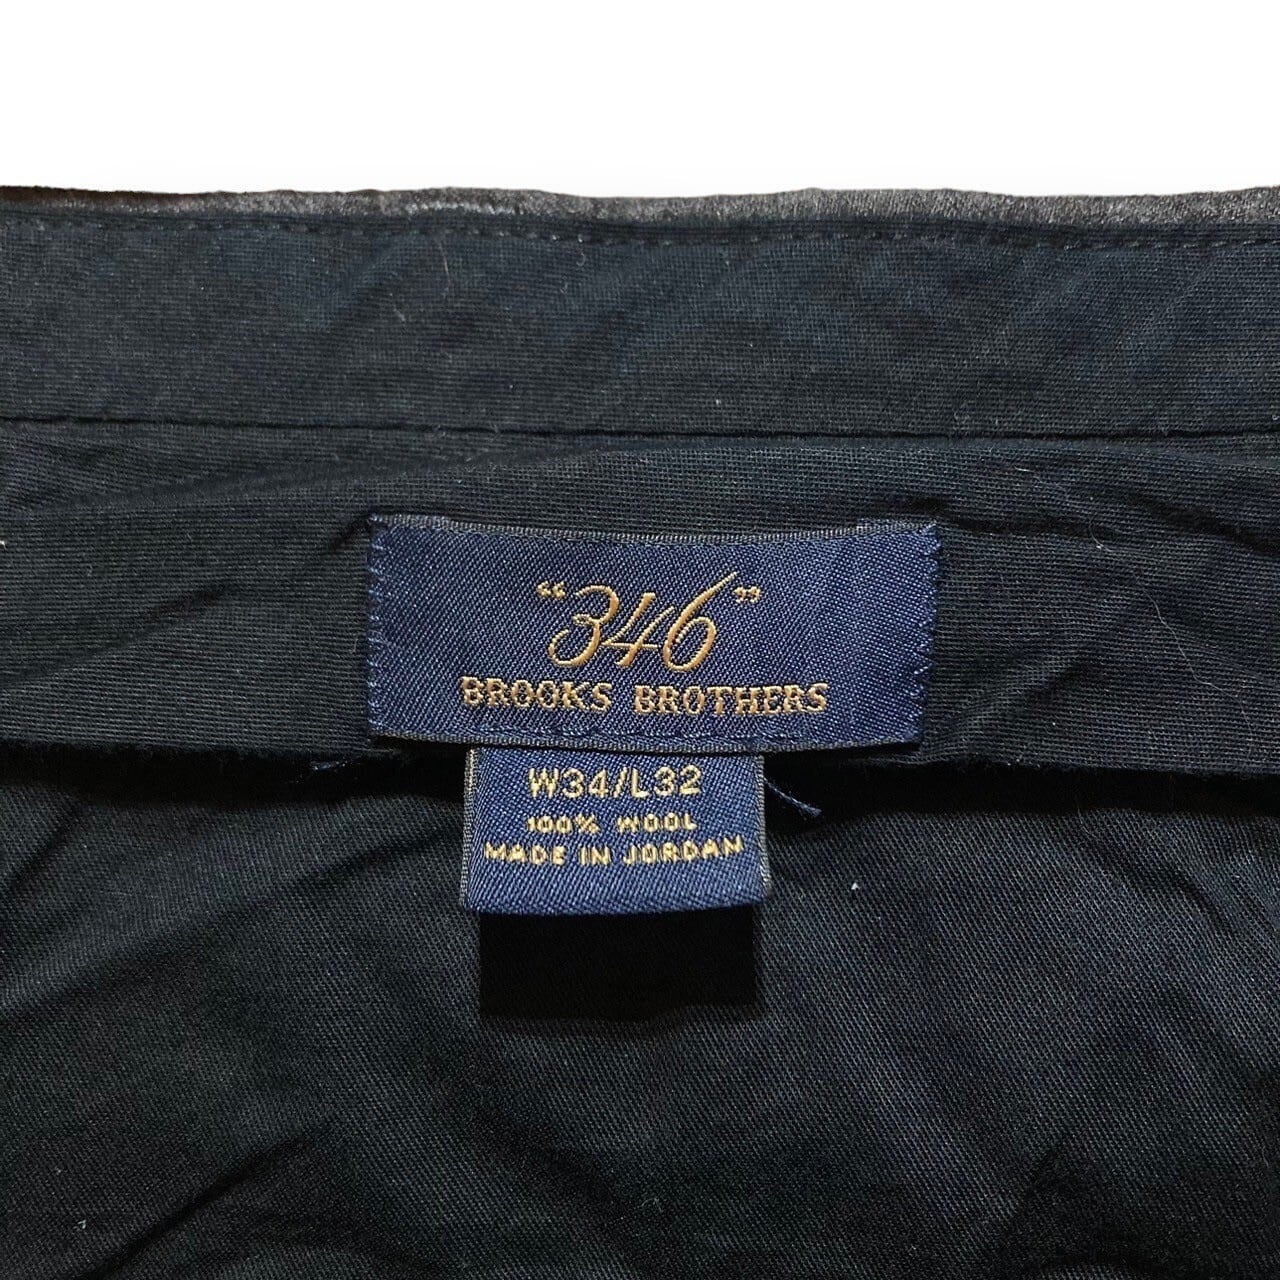 “346”
BROOKS BROTHERS
W34/L32
100% WOOL
MADE IN JORDAN